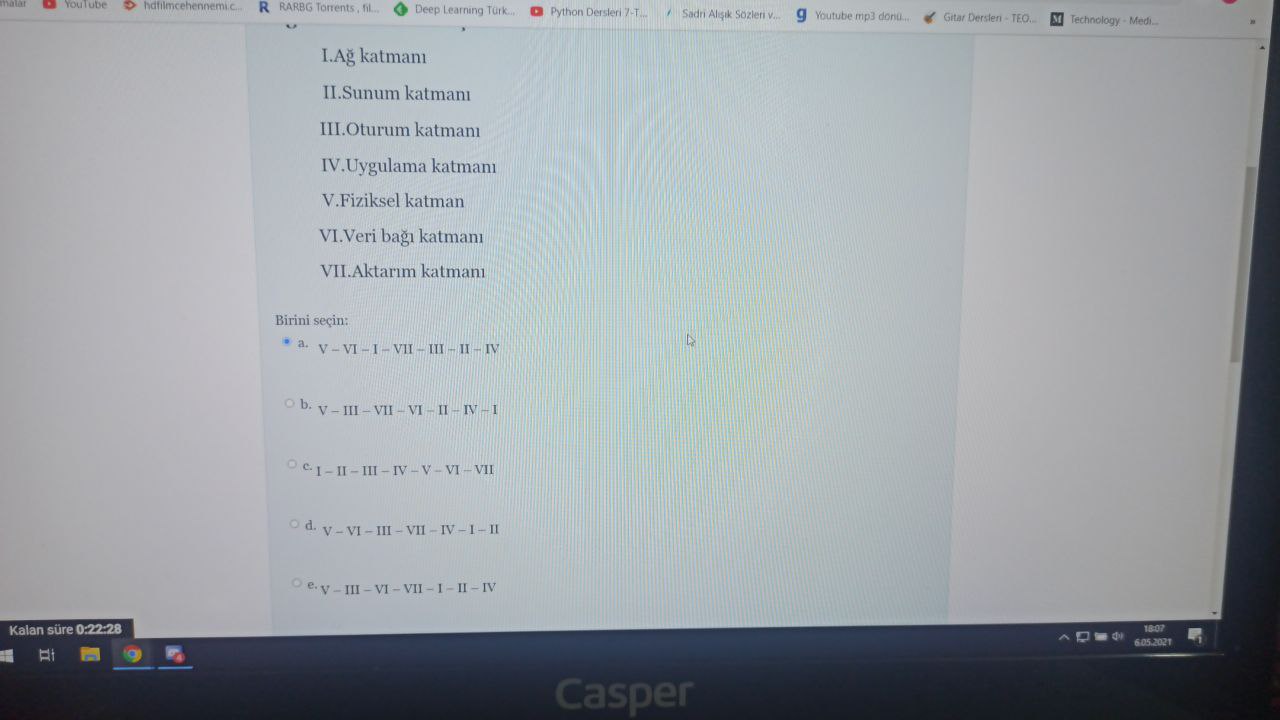 malar YouTube hdfilmcehennemi.c... RARBG Torrents , fil... Deep Learning Türk... Python Dersleri 7-T... Sadri Alışık Sözleri v... Youtube mp3 dönü... Gitar Dersleri - TEO... Technology - Medi... »
I.Ağ katmanı
II.Sunum katmanı
III.Oturum katmanı
IV.Uygulama katmanı
V.Fiziksel katman
VI.Veri bağı katmanı
VII.Aktarım katmanı
Birini seçin:
a. V – VI – I – VII – III – II – IV
b. V – III – VII – VI – II – IV – I
c. I – II – III – IV – V – VI – VII
d. V – VI – III – VII – IV – I – II
e. V – III – VI – VII – I – II – IV
Kalan süre 0:22:28
18:07
6.05.2021
Casper